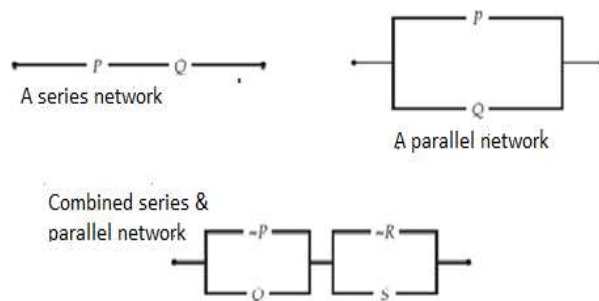 P Q
A series network
P
Q
A parallel network
Combined series &
parallel network
~P ~R
Q S